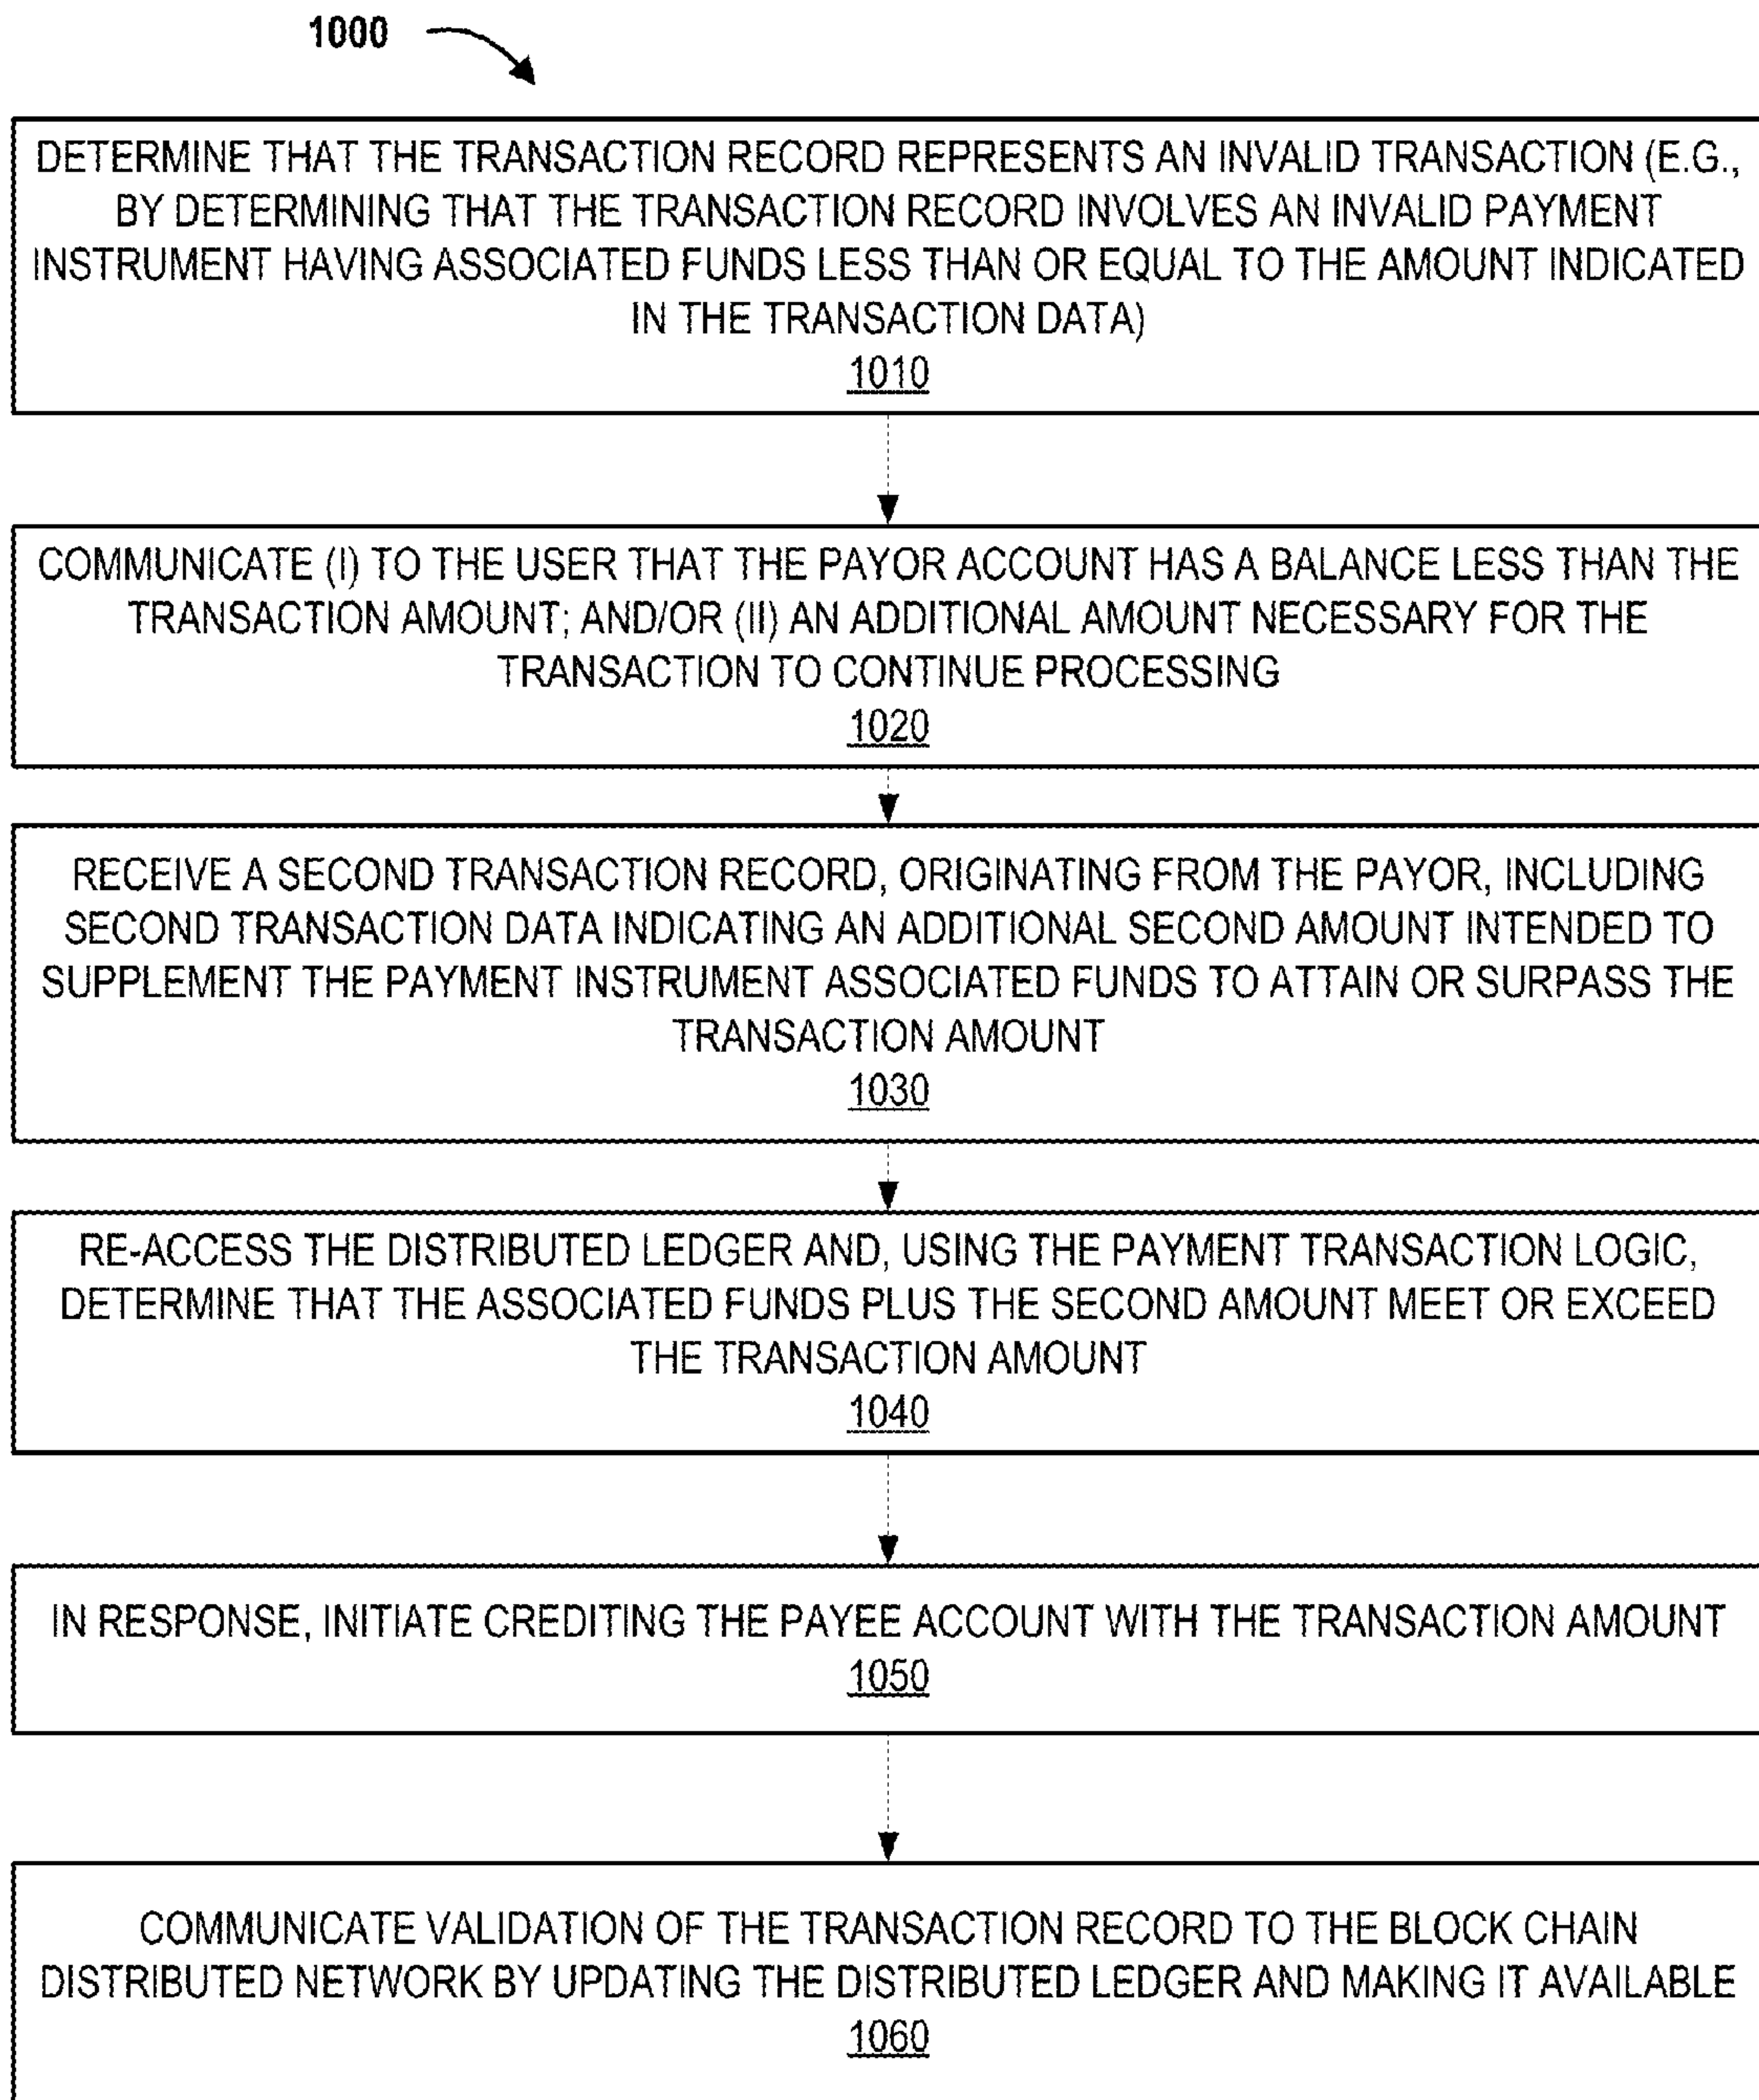 1000
DETERMINE THAT THE TRANSACTION RECORD REPRESENTS AN INVALID TRANSACTION (E.G.,
BY DETERMINING THAT THE TRANSACTION RECORD INVOLVES AN INVALID PAYMENT
INSTRUMENT HAVING ASSOCIATED FUNDS LESS THAN OR EQUAL TO THE AMOUNT INDICATED
IN THE TRANSACTION DATA)
1010
COMMUNICATE (I) TO THE USER THAT THE PAYOR ACCOUNT HAS A BALANCE LESS THAN THE
TRANSACTION AMOUNT; AND/OR (II) AN ADDITIONAL AMOUNT NECESSARY FOR THE
TRANSACTION TO CONTINUE PROCESSING
1020
RECEIVE A SECOND TRANSACTION RECORD, ORIGINATING FROM THE PAYOR, INCLUDING
SECOND TRANSACTION DATA INDICATING AN ADDITIONAL SECOND AMOUNT INTENDED TO
SUPPLEMENT THE PAYMENT INSTRUMENT ASSOCIATED FUNDS TO ATTAIN OR SURPASS THE
TRANSACTION AMOUNT
1030
RE-ACCESS THE DISTRIBUTED LEDGER AND, USING THE PAYMENT TRANSACTION LOGIC,
DETERMINE THAT THE ASSOCIATED FUNDS PLUS THE SECOND AMOUNT MEET OR EXCEED
THE TRANSACTION AMOUNT
1040
IN RESPONSE, INITIATE CREDITING THE PAYEE ACCOUNT WITH THE TRANSACTION AMOUNT
1050
COMMUNICATE VALIDATION OF THE TRANSACTION RECORD TO THE BLOCK CHAIN
DISTRIBUTED NETWORK BY UPDATING THE DISTRIBUTED LEDGER AND MAKING IT AVAILABLE
1060